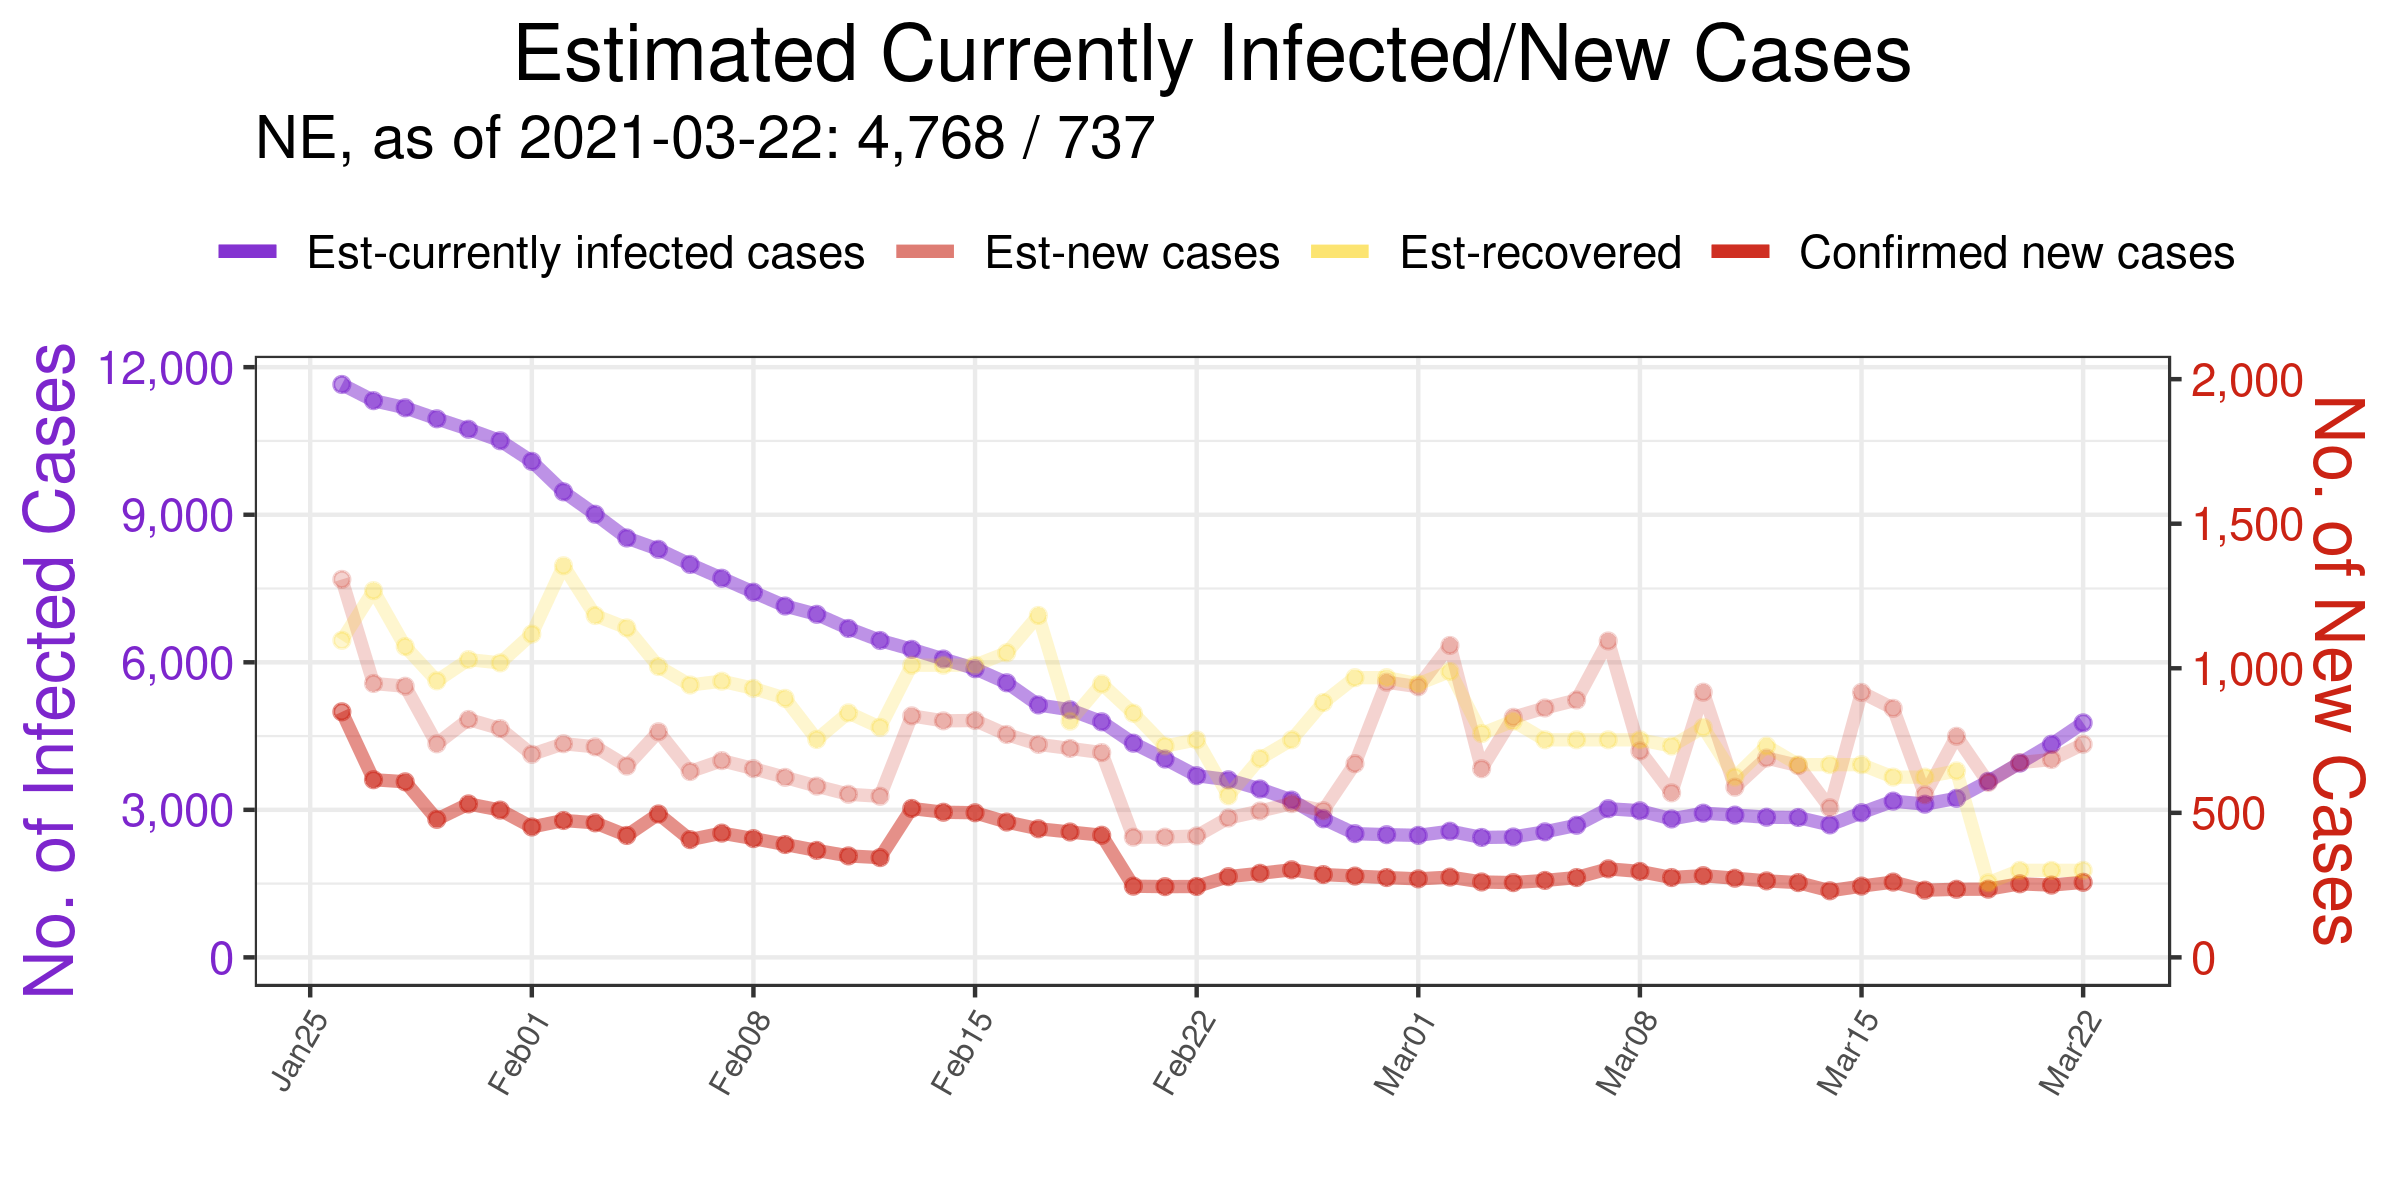 Estimated Currently Infected/New Cases
NE, as of 2021-03-22: 4,768 / 737
Est-currently infected cases Est-new cases Est-recovered Confirmed new cases
No. of Infected Cases
12,000
9,000
6,000
3,000
0
2,000
1,500
1,000
500
0
No. of New Cases
Jan25 Feb01 Feb08 Feb15 Feb22 Mar01 Mar08 Mar15 Mar22